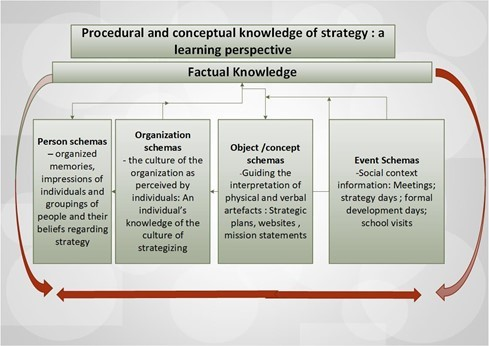 Procedural and conceptual knowledge of strategy : a
learning perspective
Factual Knowledge
Person schemas
– organized
memories,
impressions of
individuals and
groupings of
people and their
beliefs regarding
strategy
Organization
schemas
- the culture of the
organization as
perceived by
individuals: An
individual's
knowledge of the
culture of
strategizing
Object /concept
schemas
-Guiding the
interpretation of
physical and verbal
artefacts : Strategic
plans, websites ,
mission statements
Event Schemas
-Social context
information: Meetings;
strategy days ; formal
development days;
school visits